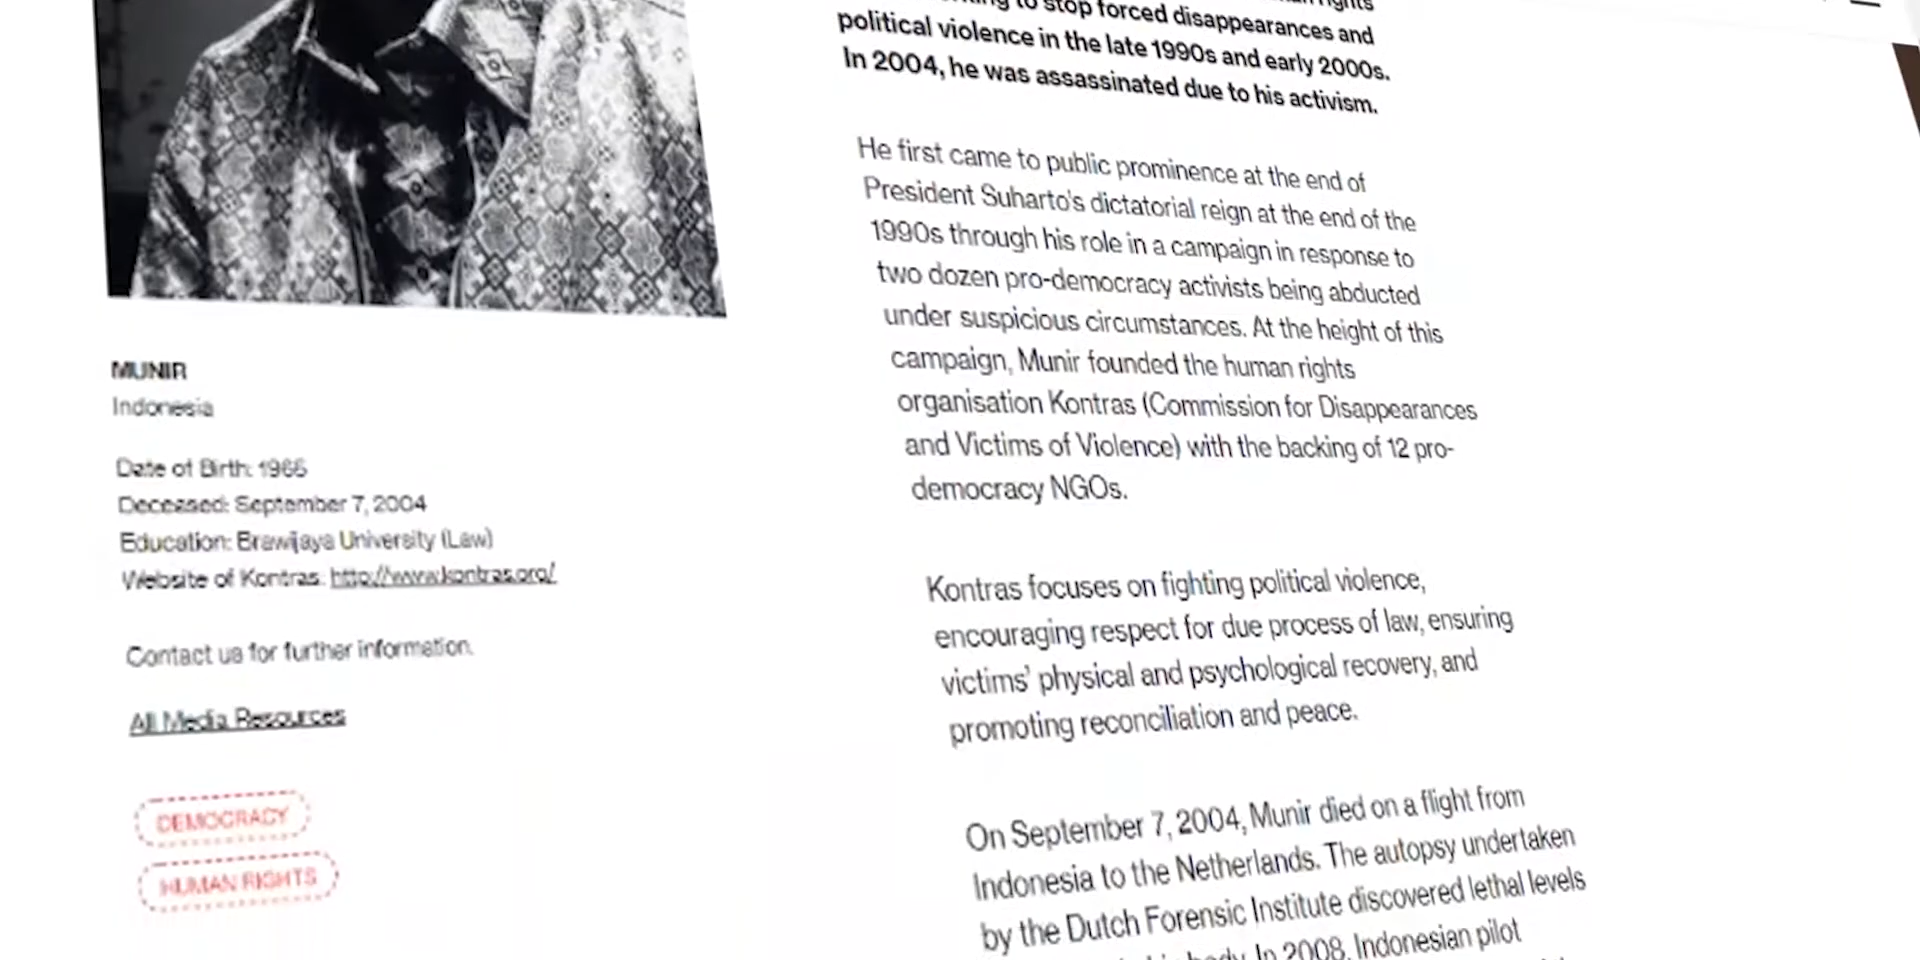 MUNIR
Indonesia
Date of Birth: 1965
Deceased: September 7, 2004
Education: Brawijaya University (Law)
Website of Kontras: http://www.kontras.org/
Contact us for further information.
All Media Resources
DEMOCRACY
HUMAN RIGHTS
to stop forced disappearances and
political violence in the late 1990s and early 2000s.
In 2004, he was assassinated due to his activism.
He first came to public prominence at the end of
President Suharto's dictatorial reign at the end of the
1990s through his role in a campaign in response to
two dozen pro-democracy activists being abducted
under suspicious circumstances. At the height of this
campaign, Munir founded the human rights
organisation Kontras (Commission for Disappearances
and Victims of Violence) with the backing of 12 pro-
democracy NGOs.
Kontras focuses on fighting political violence,
encouraging respect for due process of law, ensuring
victims' physical and psychological recovery, and
promoting reconciliation and peace.
On September 7, 2004, Munir died on a flight from
Indonesia to the Netherlands. The autopsy undertaken
by the Dutch Forensic Institute discovered lethal levels
body. In 2008, Indonesian pilot